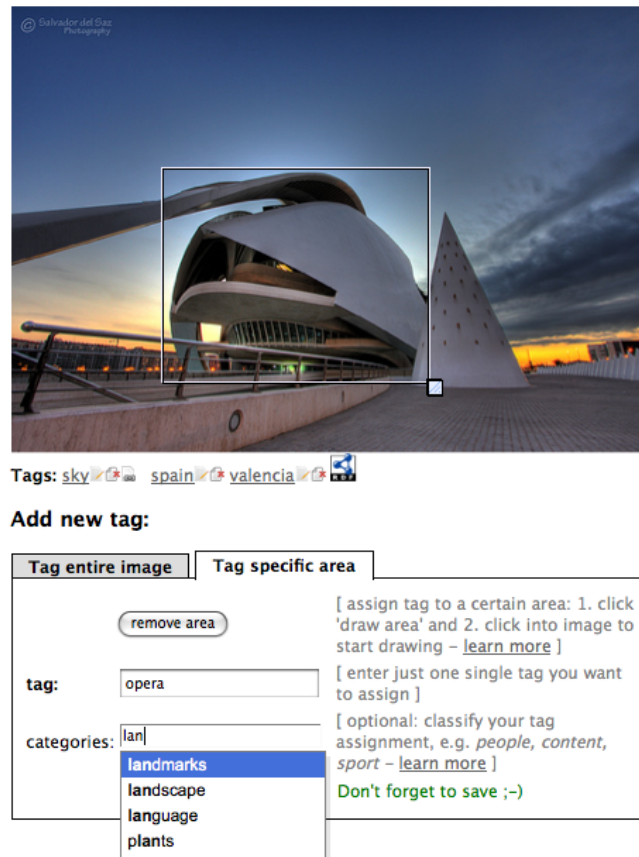 © Salvador del Saz
Photography
Tags: sky spain valencia RDF
Add new tag:
Tag entire image Tag specific area
remove area
[ assign tag to a certain area: 1. click
'draw area' and 2. click into image to
start drawing – learn more ]
tag:
opera
[ enter just one single tag you want
to assign ]
categories:
lan
[ optional: classify your tag
assignment, e.g. people, content,
sport – learn more ]
landmarks
landscape
language
plants
Don't forget to save ;-)